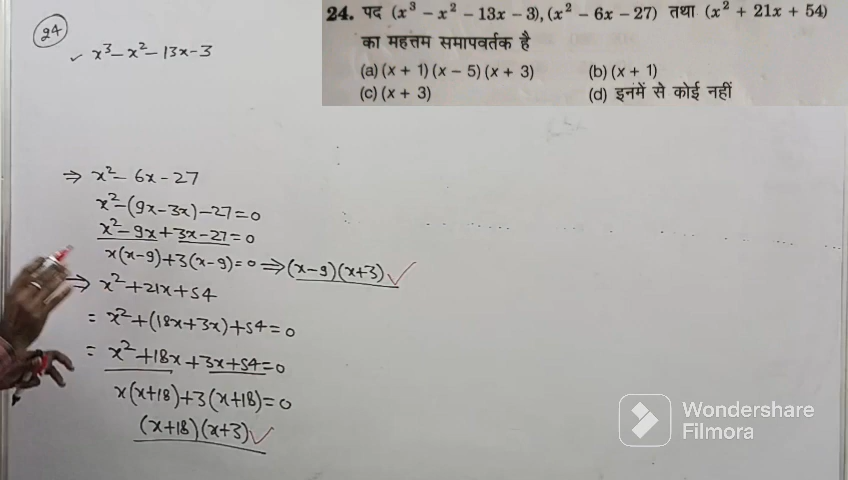 24. पद (x³ − x² − 13x − 3), (x² − 6x − 27) तथा (x² + 21x + 54)
का महत्तम समापवर्तक है
(a) (x + 1) (x − 5) (x + 3) (b) (x + 1)
(c) (x + 3) (d) इनमें से कोई नहीं
24
✓ x³ − x² − 13x − 3
⇒ x² − 6x − 27
x² − (9x − 3x) − 27 = 0
x² − 9x + 3x − 27 = 0
x(x − 9) + 3(x − 9) = 0 ⇒ (x − 9)(x + 3) ✓
⇒ x² + 21x + 54
= x² + (18x + 3x) + 54 = 0
= x² + 18x + 3x + 54 = 0
x(x + 18) + 3(x + 18) = 0
(x + 18)(x + 3) ✓
Wondershare
Filmora